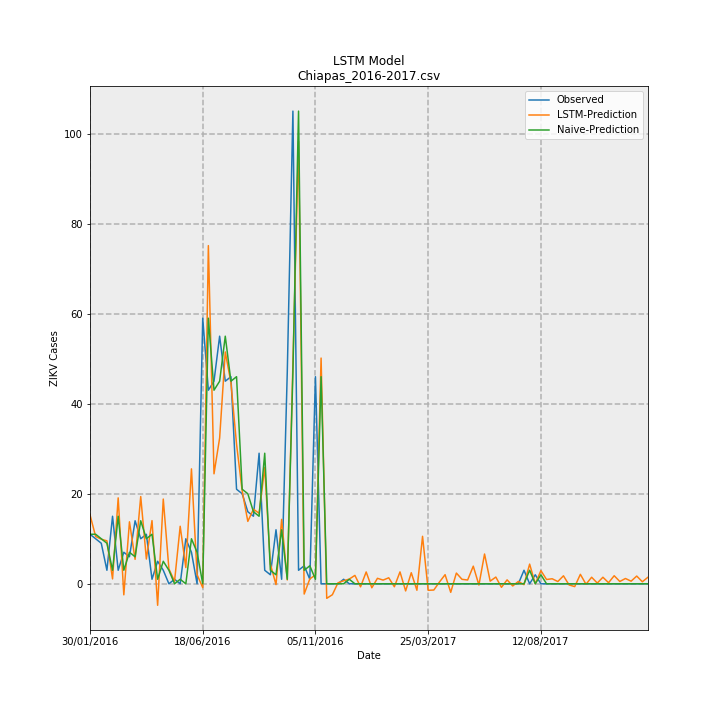 LSTM Model
Chiapas_2016-2017.csv
Observed
LSTM-Prediction
Naive-Prediction
100
80
60
40
20
0
ZIKV Cases
30/01/2016
18/06/2016
05/11/2016
25/03/2017
12/08/2017
Date